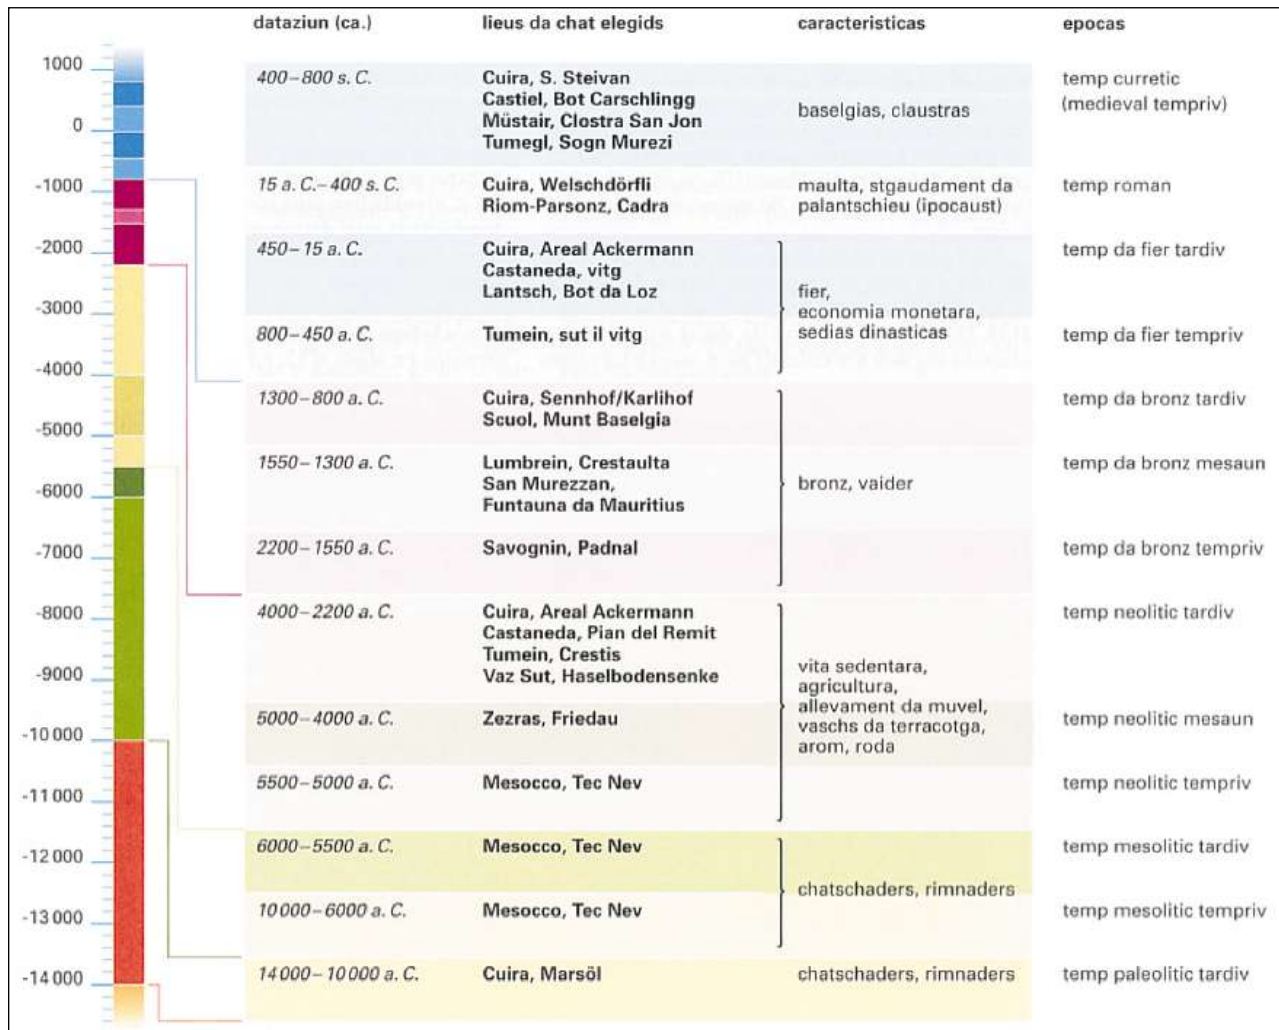 dataziun (ca.) lieus da chat elegids caracteristicas epocas
1000
0
-1000
-2000
-3000
-4000
-5000
-6000
-7000
-8000
-9000
-10 000
-11 000
-12 000
-13 000
-14 000
400–800 s. C.
Cuira, S. Steivan
Castiel, Bot Carschlingg
Müstair, Clostra San Jon
Tumegl, Sogn Murezi
baselgias, claustras
temp curretic
(medieval tempriv)
15 a. C.–400 s. C.
Cuira, Welschdörfli
Riom-Parsonz, Cadra
maulta, stgaudament da
palantschieu (ipocaust)
temp roman
450–15 a. C.
Cuira, Areal Ackermann
Castaneda, vitg
Lantsch, Bot da Loz
temp da fier tardiv
fier,
economia monetara,
sedias dinasticas
800–450 a. C.
Tumein, sut il vitg
temp da fier tempriv
1300–800 a. C.
Cuira, Sennhof/Karlihof
Scuol, Munt Baselgia
temp da bronz tardiv
1550–1300 a. C.
Lumbrein, Crestaulta
San Murezzan,
Funtauna da Mauritius
bronz, vaider
temp da bronz mesaun
2200–1550 a. C.
Savognin, Padnal
temp da bronz tempriv
4000–2200 a. C.
Cuira, Areal Ackermann
Castaneda, Pian del Remit
Tumein, Crestis
Vaz Sut, Haselbodensenke
temp neolitic tardiv
vita sedentara,
agricultura,
allevament da muvel,
vaschs da terracotga,
arom, roda
5000–4000 a. C.
Zezras, Friedau
temp neolitic mesaun
5500–5000 a. C.
Mesocco, Tec Nev
temp neolitic tempriv
6000–5500 a. C.
Mesocco, Tec Nev
temp mesolitic tardiv
chatschaders, rimnaders
10 000–6000 a. C.
Mesocco, Tec Nev
temp mesolitic tempriv
14 000–10 000 a. C.
Cuira, Marsöl
chatschaders, rimnaders
temp paleolitic tardiv